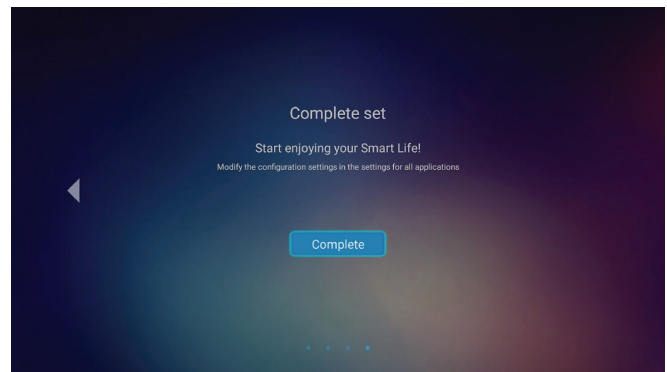 Complete set
Start enjoying your Smart Life!
Modify the configuration settings in the settings for all applications
Complete